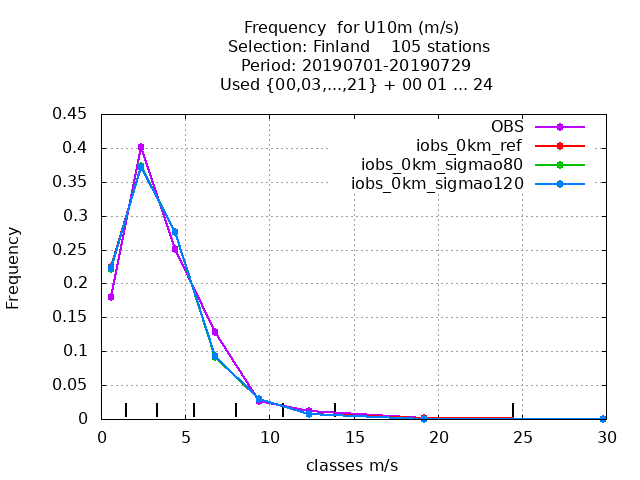 Frequency  for U10m (m/s)
Selection: Finland    105 stations
Period: 20190701-20190729
Used {00,03,...,21} + 00 01 ... 24
OBS
iobs_0km_ref
iobs_0km_sigmao80
iobs_0km_sigmao120
Frequency
0.45
0.4
0.35
0.3
0.25
0.2
0.15
0.1
0.05
0
0 5 10 15 20 25 30
classes m/s